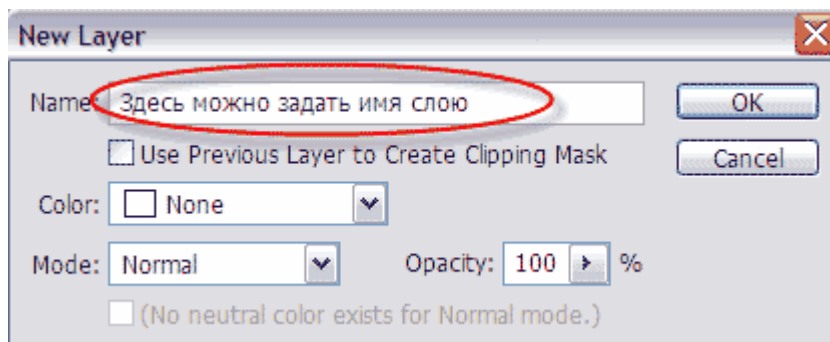 New Layer
Name: Здесь можно задать имя слою OK
Use Previous Layer to Create Clipping Mask Cancel
Color: None
Mode: Normal Opacity: 100 %
(No neutral color exists for Normal mode.)